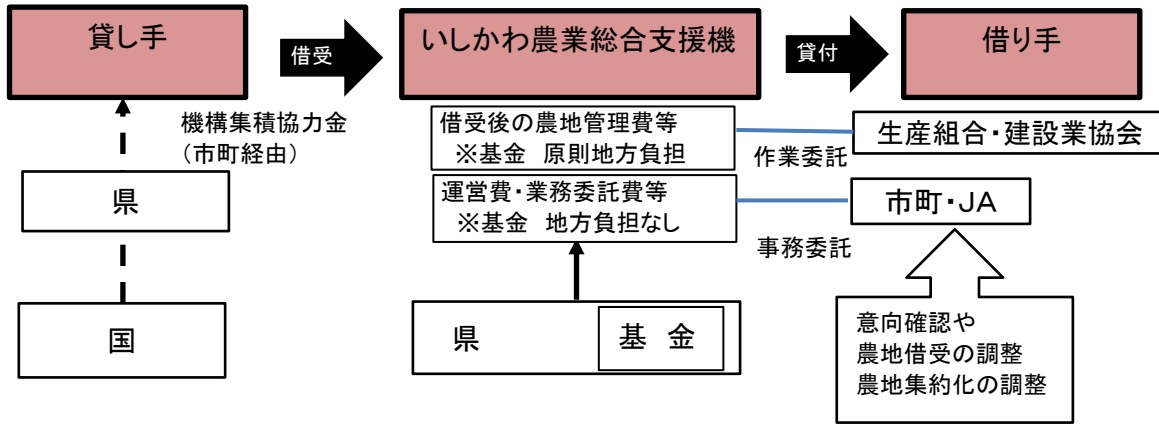 貸し手
借受
いしかわ農業総合支援機
貸付
借り手
機構集積協力金
（市町経由）
借受後の農地管理費等
※基金 原則地方負担
作業委託
生産組合・建設業協会
県
運営費・業務委託費等
※基金 地方負担なし
事務委託
市町・JA
国
県
基 金
意向確認や
農地借受の調整
農地集約化の調整